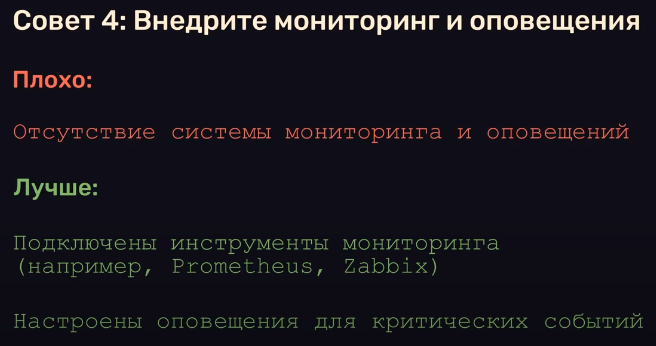 Совет 4: Внедрите мониторинг и оповещения
Плохо:
Отсутствие системы мониторинга и оповещений
Лучше:
Подключены инструменты мониторинга
(например, Prometheus, Zabbix)
Настроены оповещения для критических событий